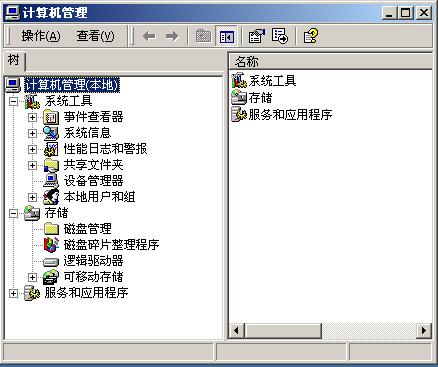 计算机管理
操作(A) 查看(V)
树
计算机管理(本地)
系统工具
事件查看器
系统信息
性能日志和警报
共享文件夹
设备管理器
本地用户和组
存储
磁盘管理
磁盘碎片整理程序
逻辑驱动器
可移动存储
服务和应用程序
名称
系统工具
存储
服务和应用程序